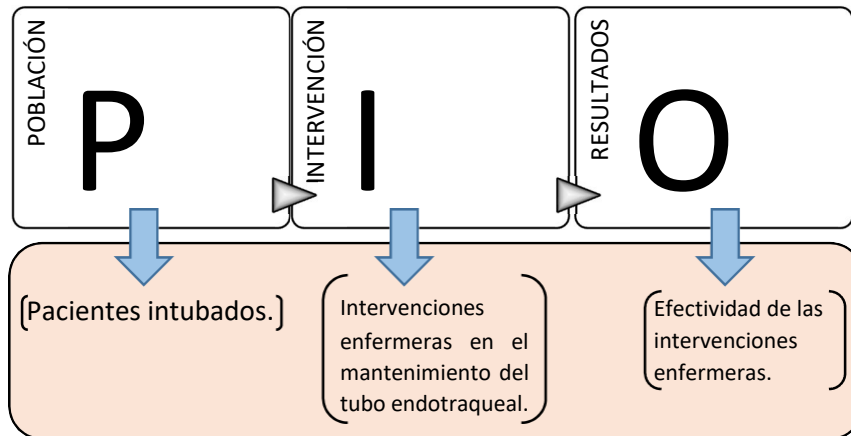 POBLACIÓN
P
INTERVENCIÓN
I
RESULTADOS
O
Pacientes intubados.
Intervenciones
enfermeras en el
mantenimiento del
tubo endotraqueal.
Efectividad de las
intervenciones
enfermeras.